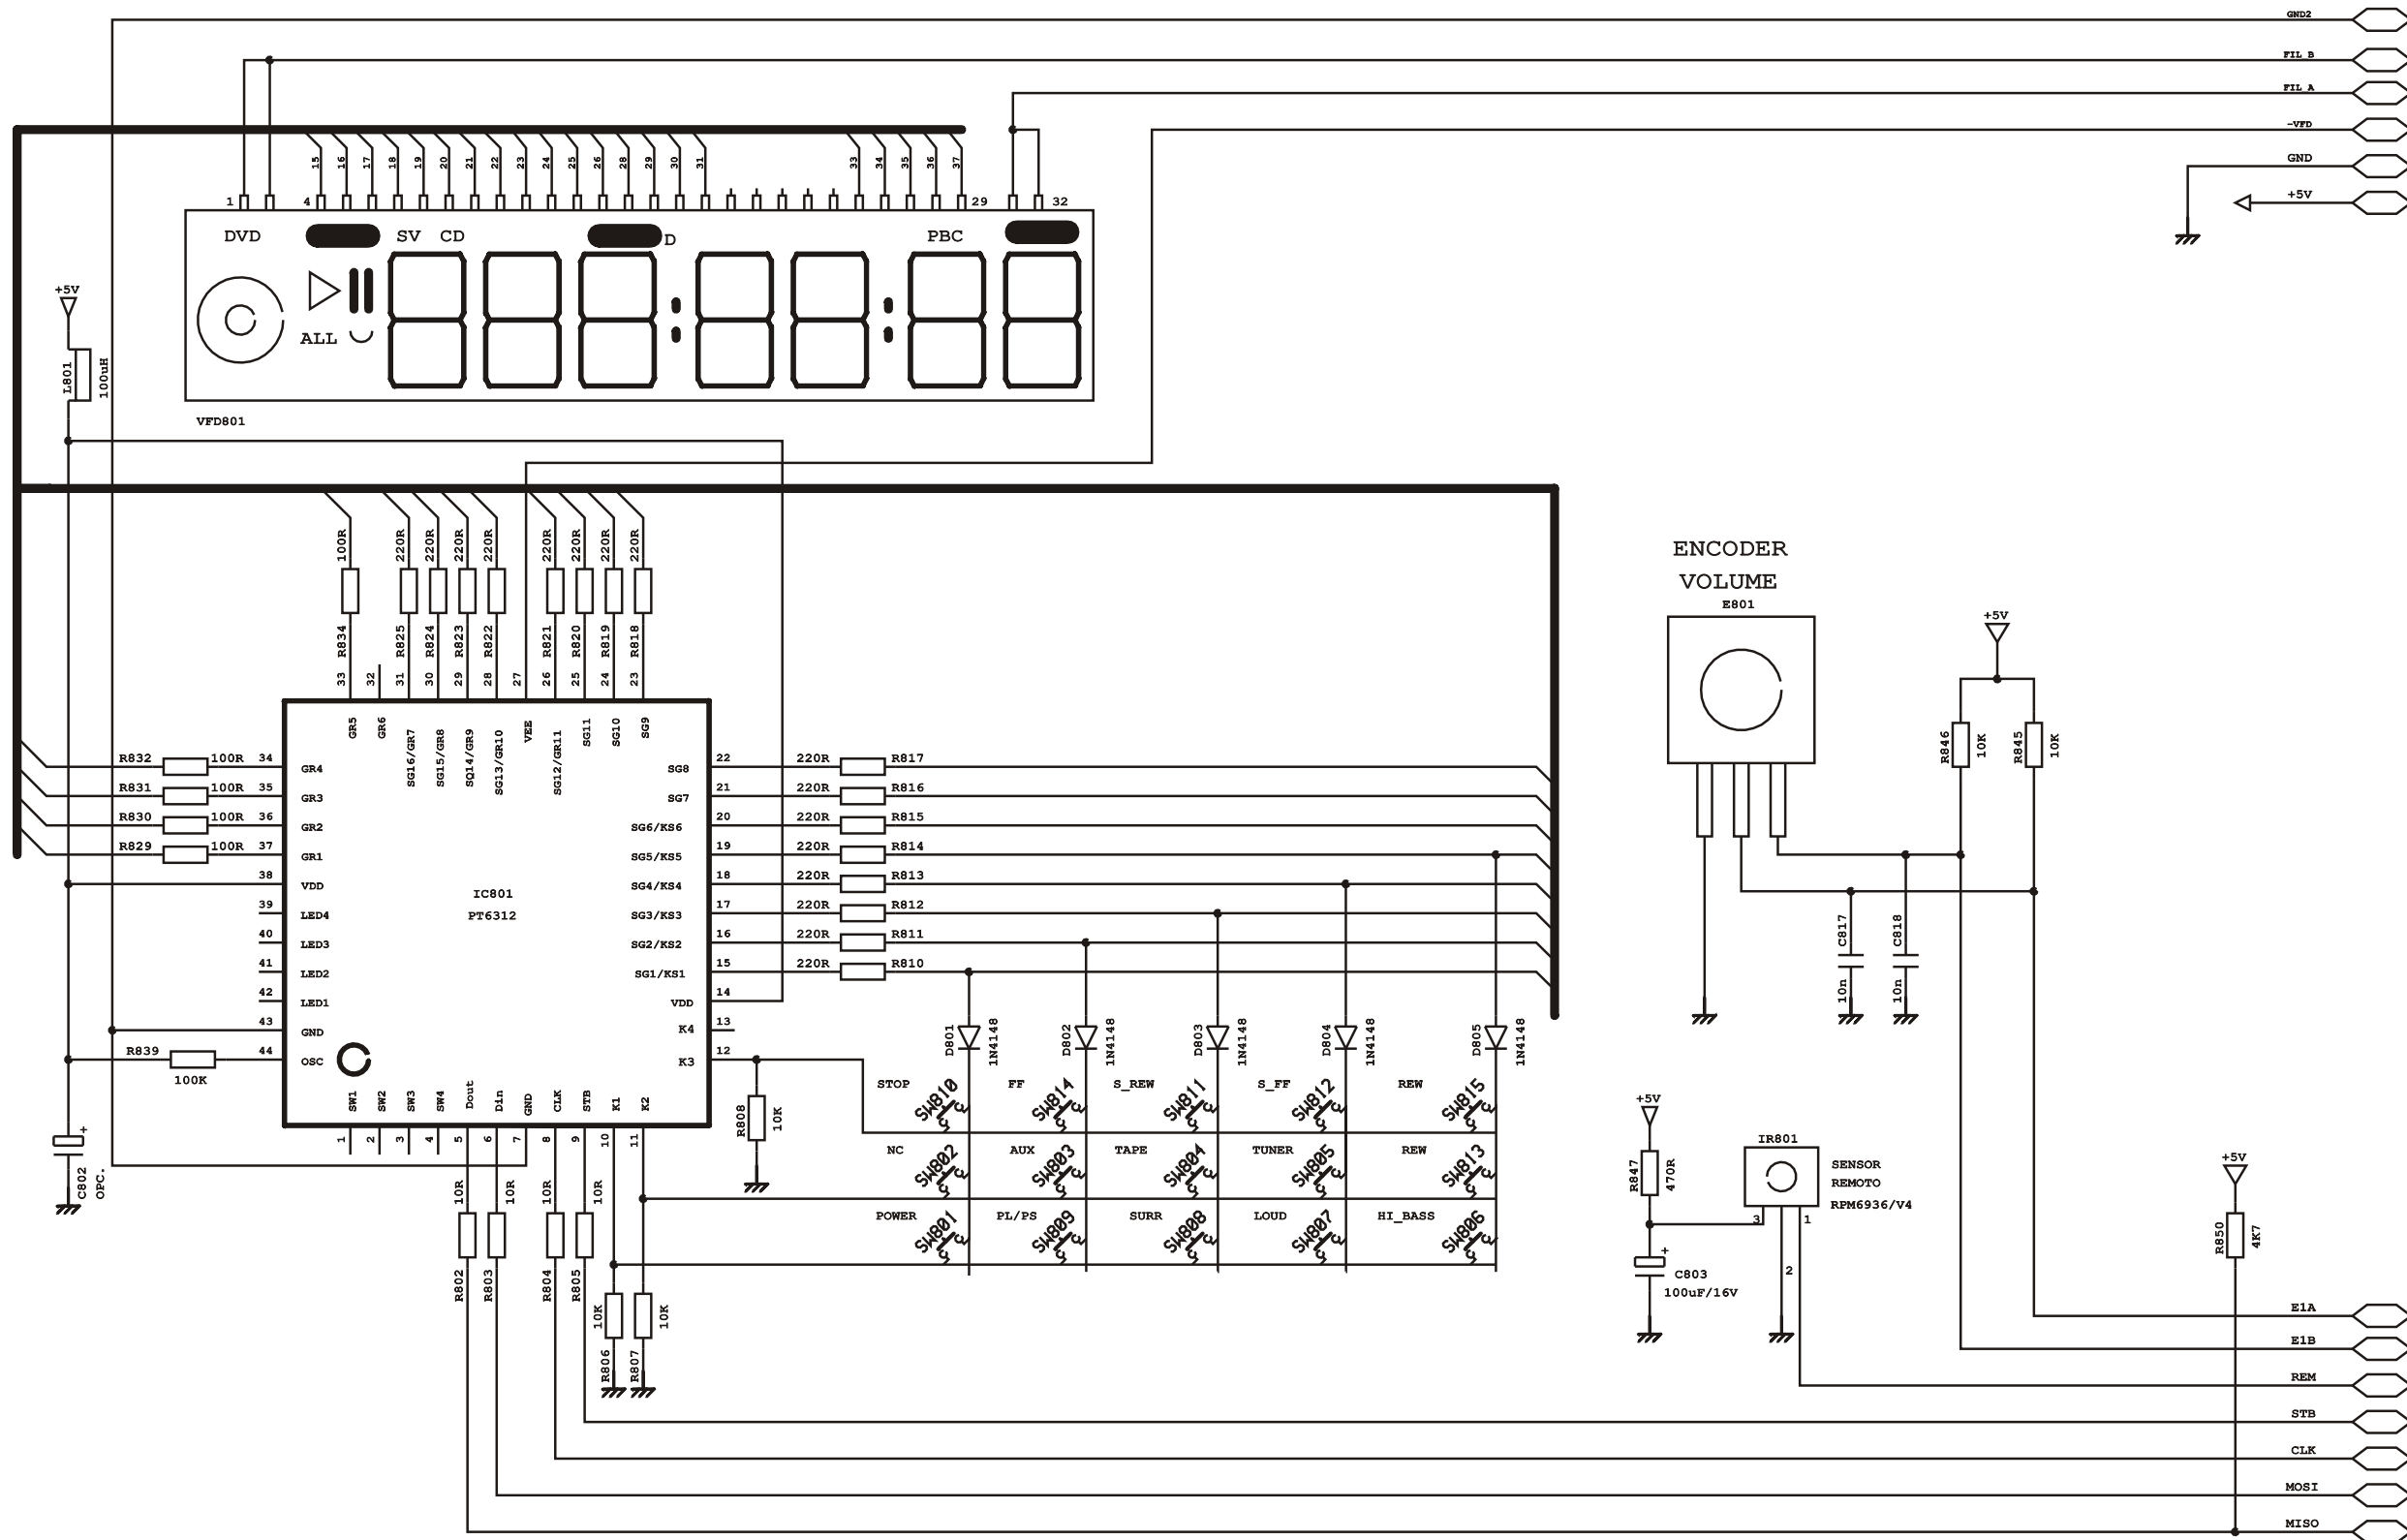 GND2
FIL_B
FIL_A
-VFD
GND
+5V
15 16 17 18 19 20 21 22 23 24 25 26 28 29 30 31 33 34 35 36 37
1 4 29 32
DVD SV CD D PBC
ALL
VFD801
+5V
L801
100uH
100R 220R 220R 220R 220R 220R 220R 220R 220R
R834 R825 R824 R823 R822 R821 R820 R819 R818
33 32 31 30 29 28 27 26 25 24 23
GR5 GR6 SG16/GR7 SG15/GR8 SQ14/GR9 SG13/GR10 VEE SG12/GR11 SG11 SG10 SG9
R832 100R 34 GR4
R831 100R 35 GR3
R830 100R 36 GR2
R829 100R 37 GR1
38 VDD
39 LED4
40 LED3
41 LED2
42 LED1
43 GND
R839 44 OSC
100K
IC801
PT6312
SG8 22 220R R817
SG7 21 220R R816
SG6/KS6 20 220R R815
SG5/KS5 19 220R R814
SG4/KS4 18 220R R813
SG3/KS3 17 220R R812
SG2/KS2 16 220R R811
SG1/KS1 15 220R R810
VDD 14
K4 13
K3 12
SW1 SW2 SW3 SW4 Dout Din GND CLK STB K1 K2
1 2 3 4 5 6 7 8 9 10 11
+
C802
OPC.
10R 10R 10R 10R
R802 R803 R804 R805
10K 10K
R806 R807
R808
10K
D801 1N4148 D802 1N4148 D803 1N4148 D804 1N4148 D805 1N4148
STOP FF S_REW S_FF REW
SW810 SW814 SW811 SW812 SW815
NC AUX TAPE TUNER REW
SW802 SW803 SW804 SW805 SW813
POWER PL/PS SURR LOUD HI_BASS
SW801 SW809 SW808 SW807 SW806
ENCODER
VOLUME
E801
+5V
R846 10K R845 10K
C817 C818
10n 10n
+5V
R847
470R
+
C803
100uF/16V
IR801
SENSOR
REMOTO
RPM6936/V4
3 1
2
+5V
R850
4K7
E1A
E1B
REM
STB
CLK
MOSI
MISO